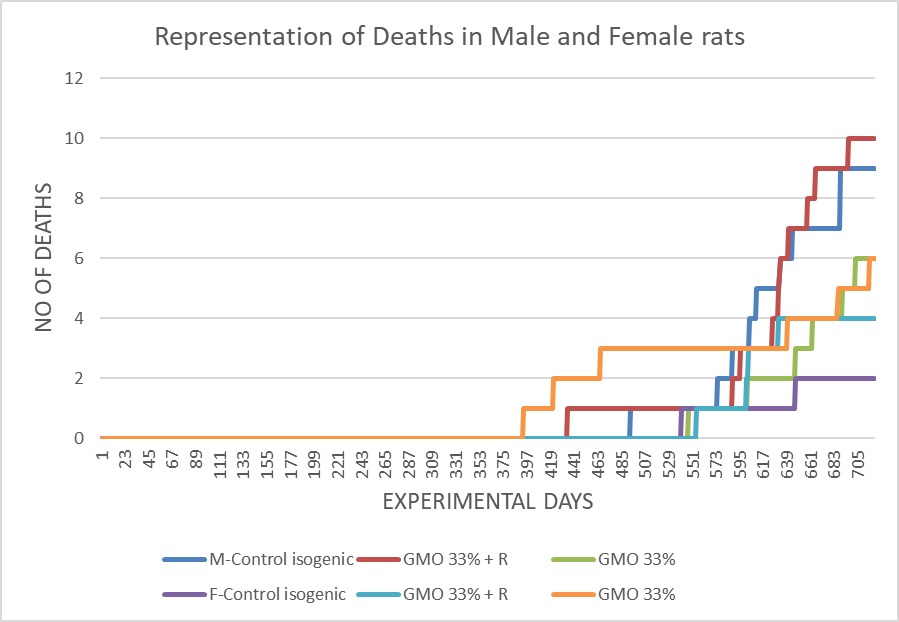 Representation of Deaths in Male and Female rats
12
10
8
6
4
2
0
NO OF DEATHS
1 23 45 67 89 111 133 155 177 199 221 243 265 287 309 331 353 375 397 419 441 463 485 507 529 551 573 595 617 639 661 683 705
EXPERIMENTAL DAYS
M-Control isogenic GMO 33% + R GMO 33%
F-Control isogenic GMO 33% + R GMO 33%